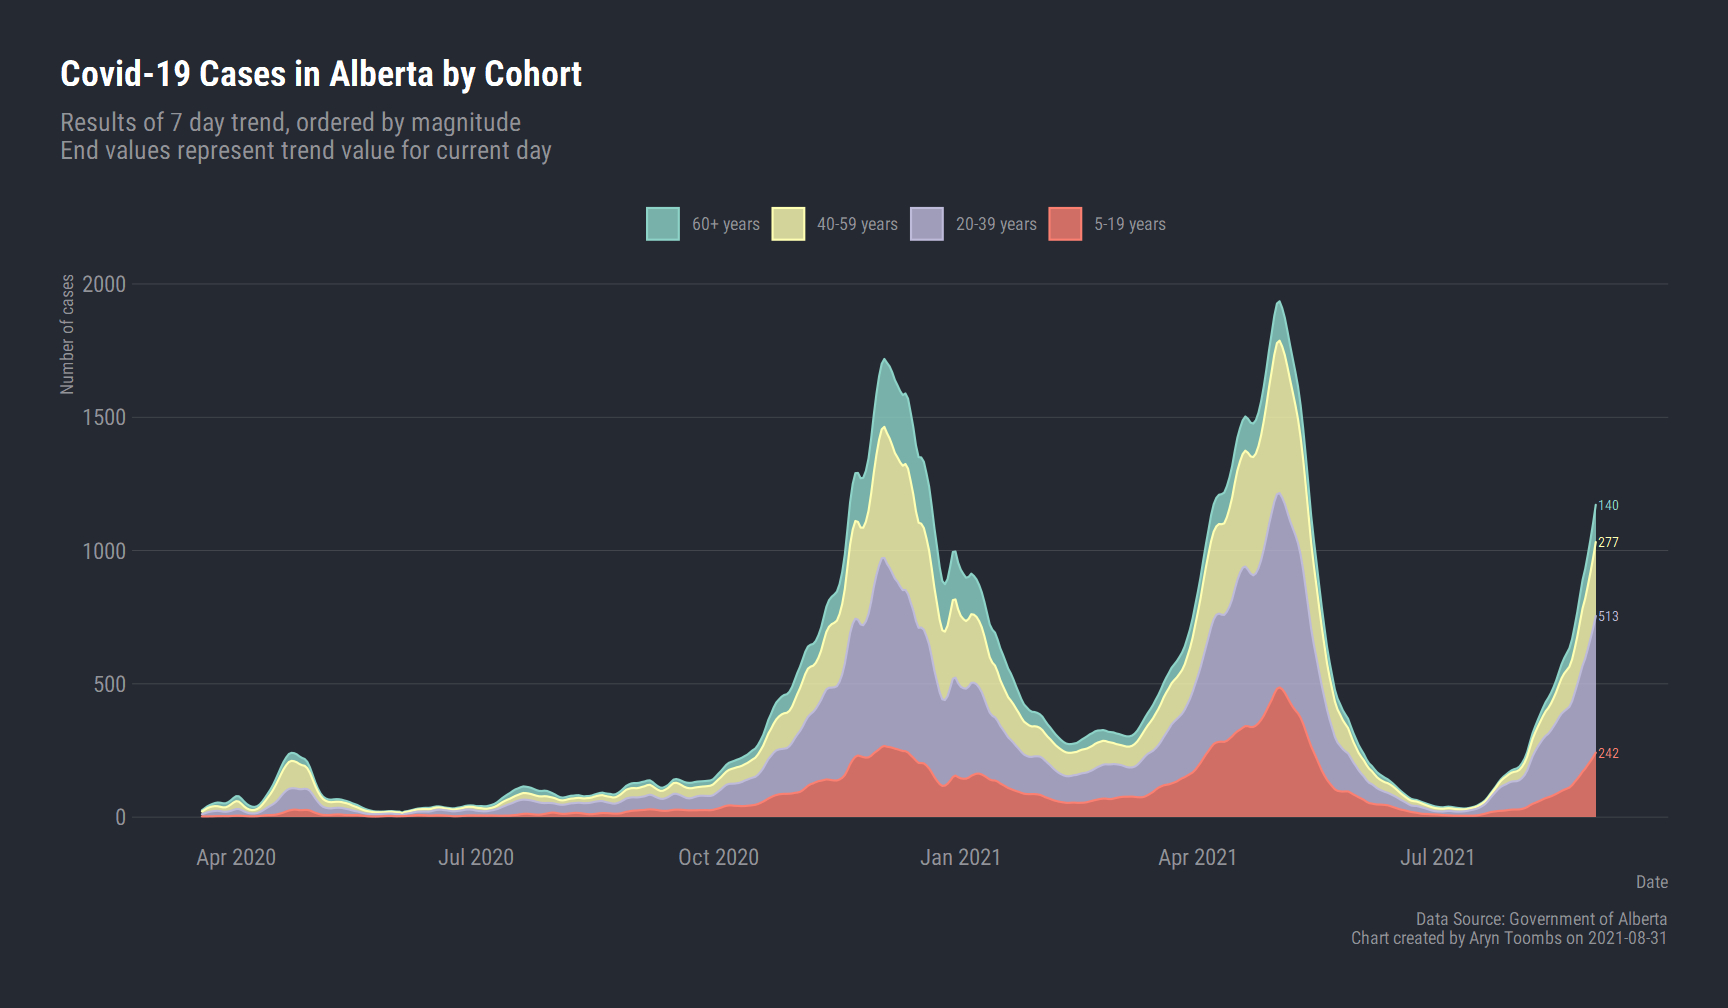 Covid-19 Cases in Alberta by Cohort
Results of 7 day trend, ordered by magnitude
End values represent trend value for current day
60+ years
40-59 years
20-39 years
5-19 years
Number of cases
2000
1500
1000
500
0
140
277
513
242
Apr 2020
Jul 2020
Oct 2020
Jan 2021
Apr 2021
Jul 2021
Date
Data Source: Government of Alberta
Chart created by Aryn Toombs on 2021-08-31